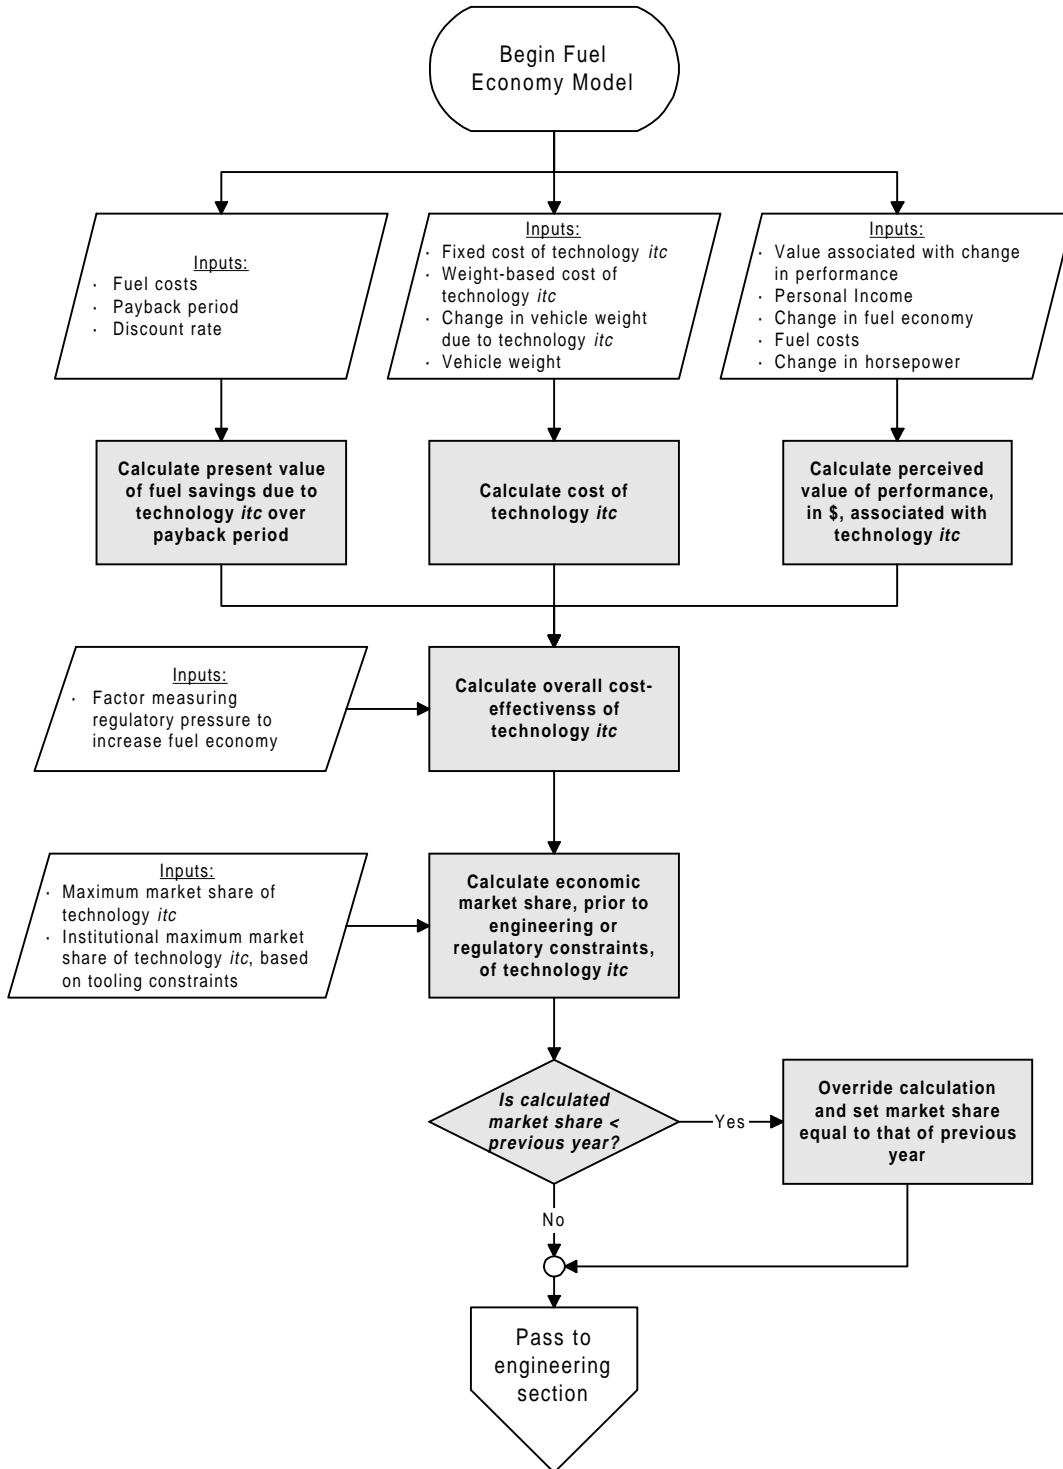 Begin Fuel
Economy Model
Inputs:
· Fuel costs
· Payback period
· Discount rate
Inputs:
· Fixed cost of technology itc
· Weight-based cost of
technology itc
· Change in vehicle weight
due to technology itc
· Vehicle weight
Inputs:
· Value associated with change
in performance
· Personal Income
· Change in fuel economy
· Fuel costs
· Change in horsepower
Calculate present value
of fuel savings due to
technology itc over
payback period
Calculate cost of
technology itc
Calculate perceived
value of performance,
in $, associated with
technology itc
Inputs:
· Factor measuring
regulatory pressure to
increase fuel economy
Calculate overall cost-
effectivenss of
technology itc
Inputs:
· Maximum market share of
technology itc
· Institutional maximum market
share of technology itc, based
on tooling constraints
Calculate economic
market share, prior to
engineering or
regulatory constraints,
of technology itc
Is calculated
market share <
previous year?
Yes
Override calculation
and set market share
equal to that of previous
year
No
Pass to
engineering
section